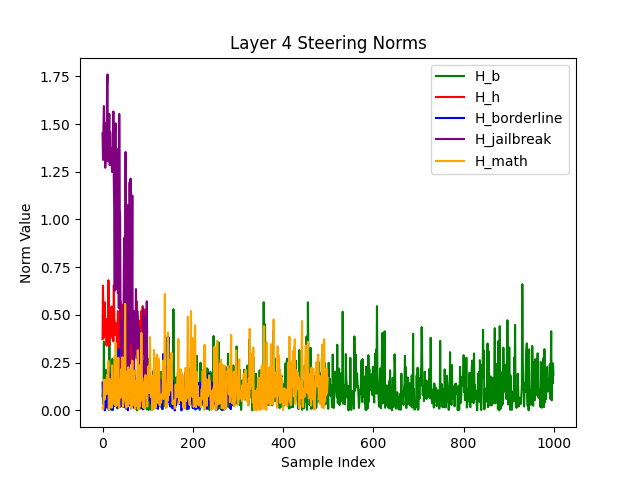 Layer 4 Steering Norms
Norm Value
1.75
1.50
1.25
1.00
0.75
0.50
0.25
0.00
H_b
H_h
H_borderline
H_jailbreak
H_math
0
200
400
600
800
1000
Sample Index